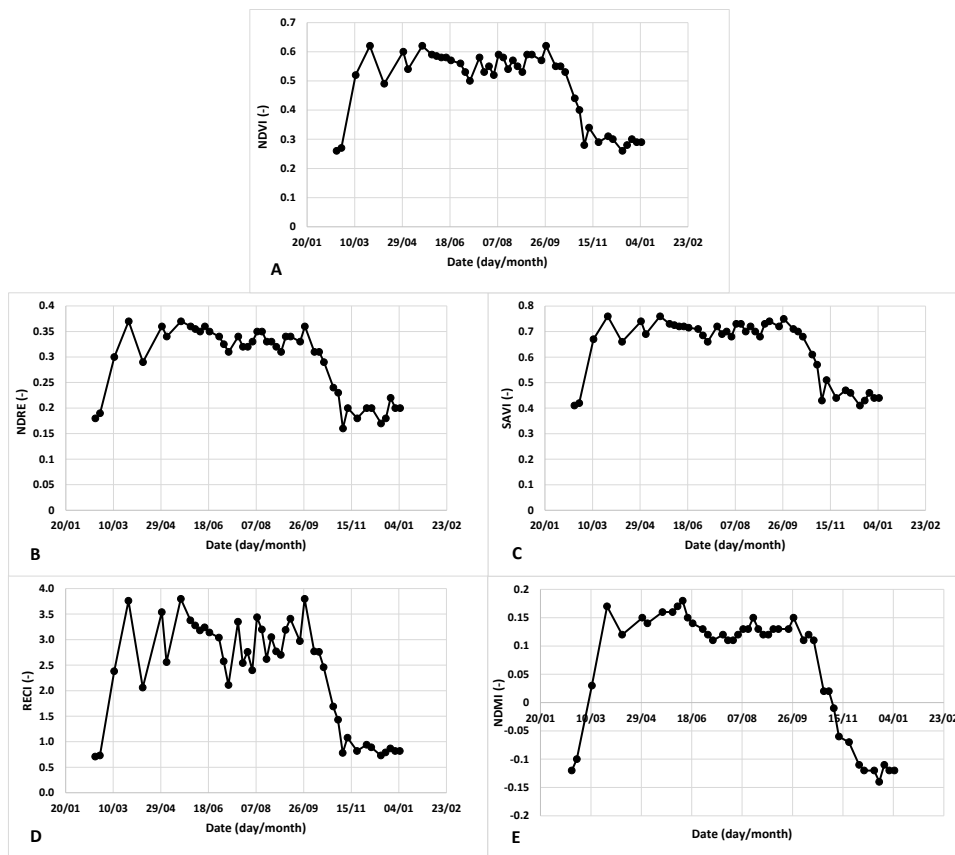 0.7
0.6
0.5
0.4
0.3
0.2
0.1
0
NDVI (-)
20/01 10/03 29/04 18/06 07/08 26/09 15/11 04/01 23/02
Date (day/month)
A
0.4
0.35
0.3
0.25
0.2
0.15
0.1
0.05
0
NDRE (-)
20/01 10/03 29/04 18/06 07/08 26/09 15/11 04/01 23/02
Date (day/month)
B
0.8
0.7
0.6
0.5
0.4
0.3
0.2
0.1
0
SAVI (-)
20/01 10/03 29/04 18/06 07/08 26/09 15/11 04/01 23/02
Date (day/month)
C
4.0
3.5
3.0
2.5
2.0
1.5
1.0
0.5
0.0
RECI (-)
20/01 10/03 29/04 18/06 07/08 26/09 15/11 04/01 23/02
Date (day/month)
D
0.2
0.15
0.1
0.05
0
-0.05
-0.1
-0.15
-0.2
NDMI (-)
20/01 10/03 29/04 18/06 07/08 26/09 15/11 04/01 23/02
Date (day/month)
E